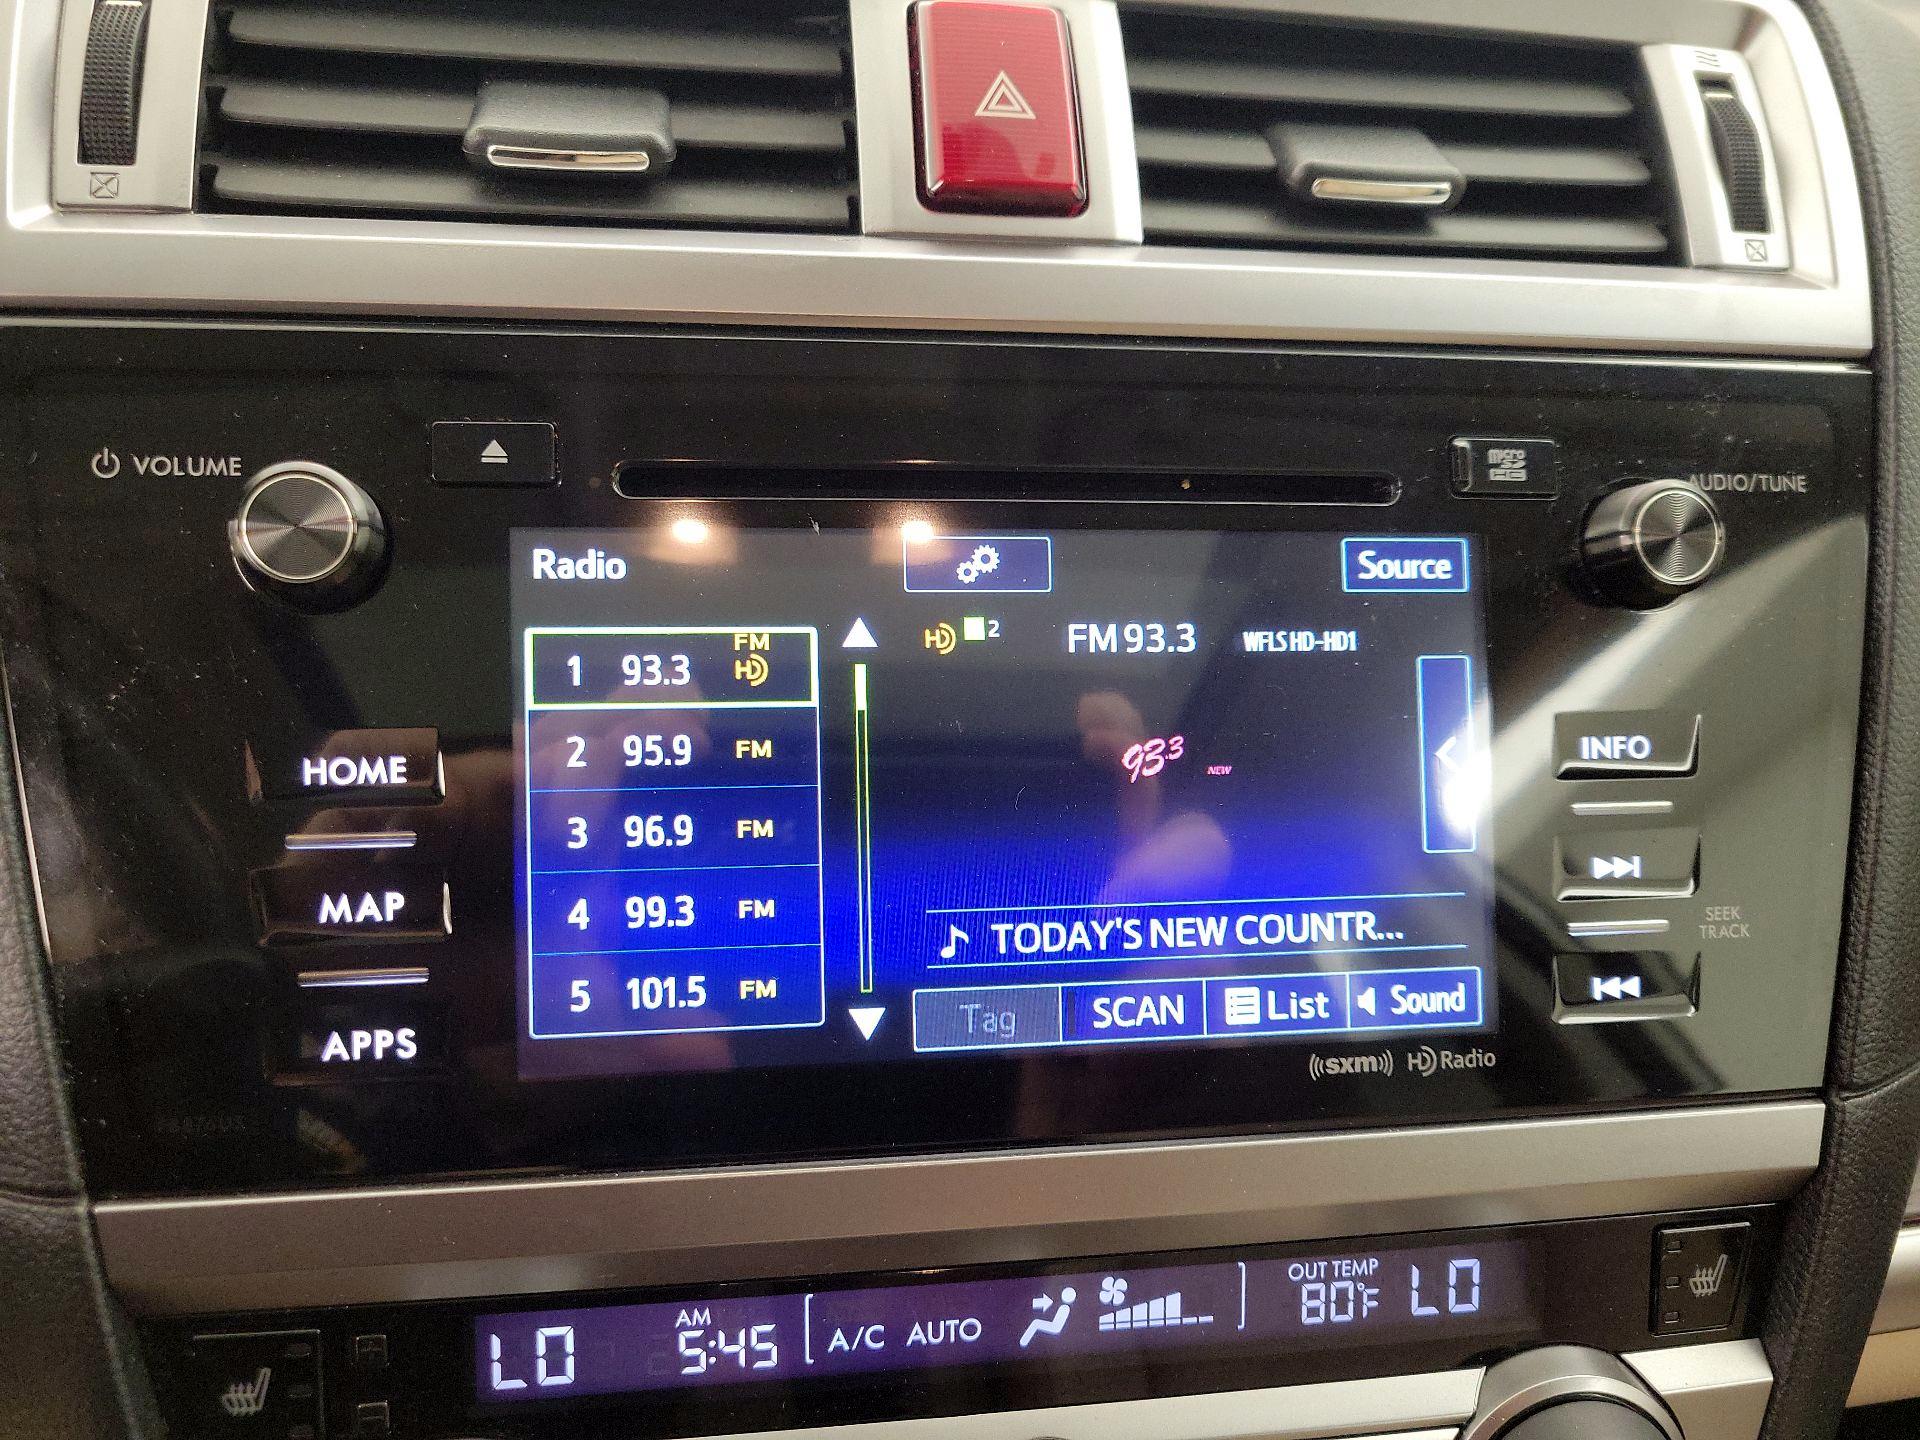 VOLUME
micro SD HC
AUDIO/TUNE
Radio
Source
1 93.3 FM HD
2 95.9 FM
3 96.9 FM
4 99.3 FM
5 101.5 FM
HD 2 FM 93.3 WFLS HD-HD1
93.3 NEW
TODAY'S NEW COUNTR...
Tag SCAN List Sound
((sxm)) HD Radio
HOME
MAP
APPS
INFO
SEEK
TRACK
LO AM 5:45 A/C AUTO OUT TEMP 80°F LO